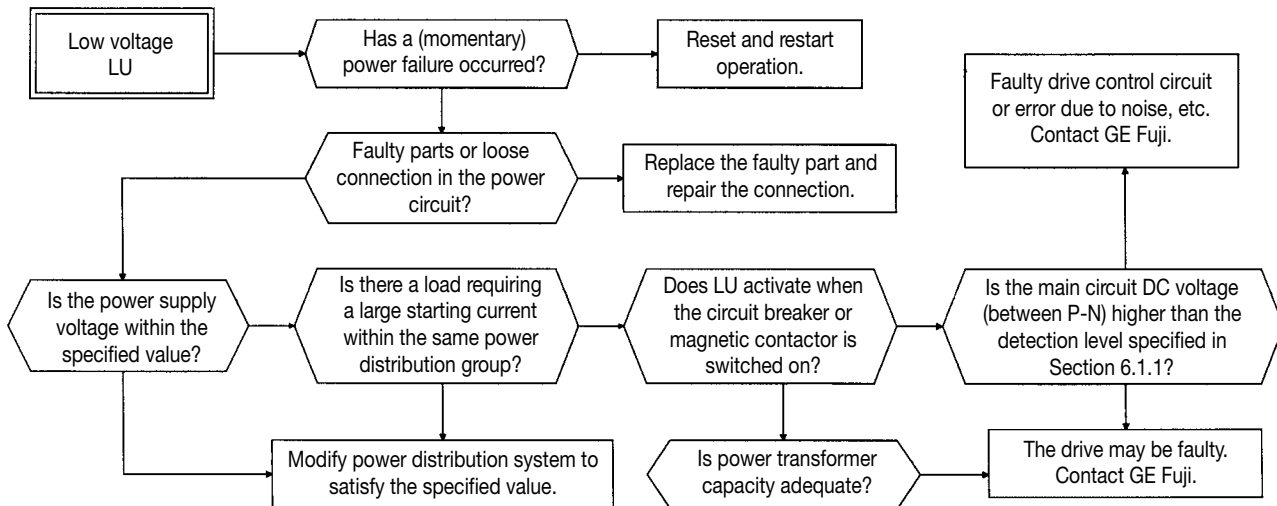 Low voltage
LU
Has a (momentary)
power failure occurred?
Reset and restart
operation.
Faulty drive control circuit
or error due to noise, etc.
Contact GE Fuji.
Faulty parts or loose
connection in the power
circuit?
Replace the faulty part and
repair the connection.
Is the power supply
voltage within the
specified value?
Is there a load requiring
a large starting current
within the same power
distribution group?
Does LU activate when
the circuit breaker or
magnetic contactor is
switched on?
Is the main circuit DC voltage
(between P-N) higher than the
detection level specified in
Section 6.1.1?
Modify power distribution system to
satisfy the specified value.
Is power transformer
capacity adequate?
The drive may be faulty.
Contact GE Fuji.